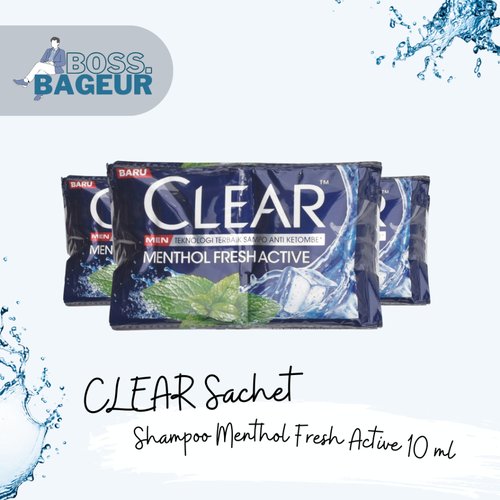 BOSS.
BAGEUR
BARU
CLEAR™
MEN TEKNOLOGI TERBAIK SAMPO ANTI KETOMBE*
MENTHOL FRESH ACTIVE
CLEAR Sachet
Shampoo Menthol Fresh Active 10 ml